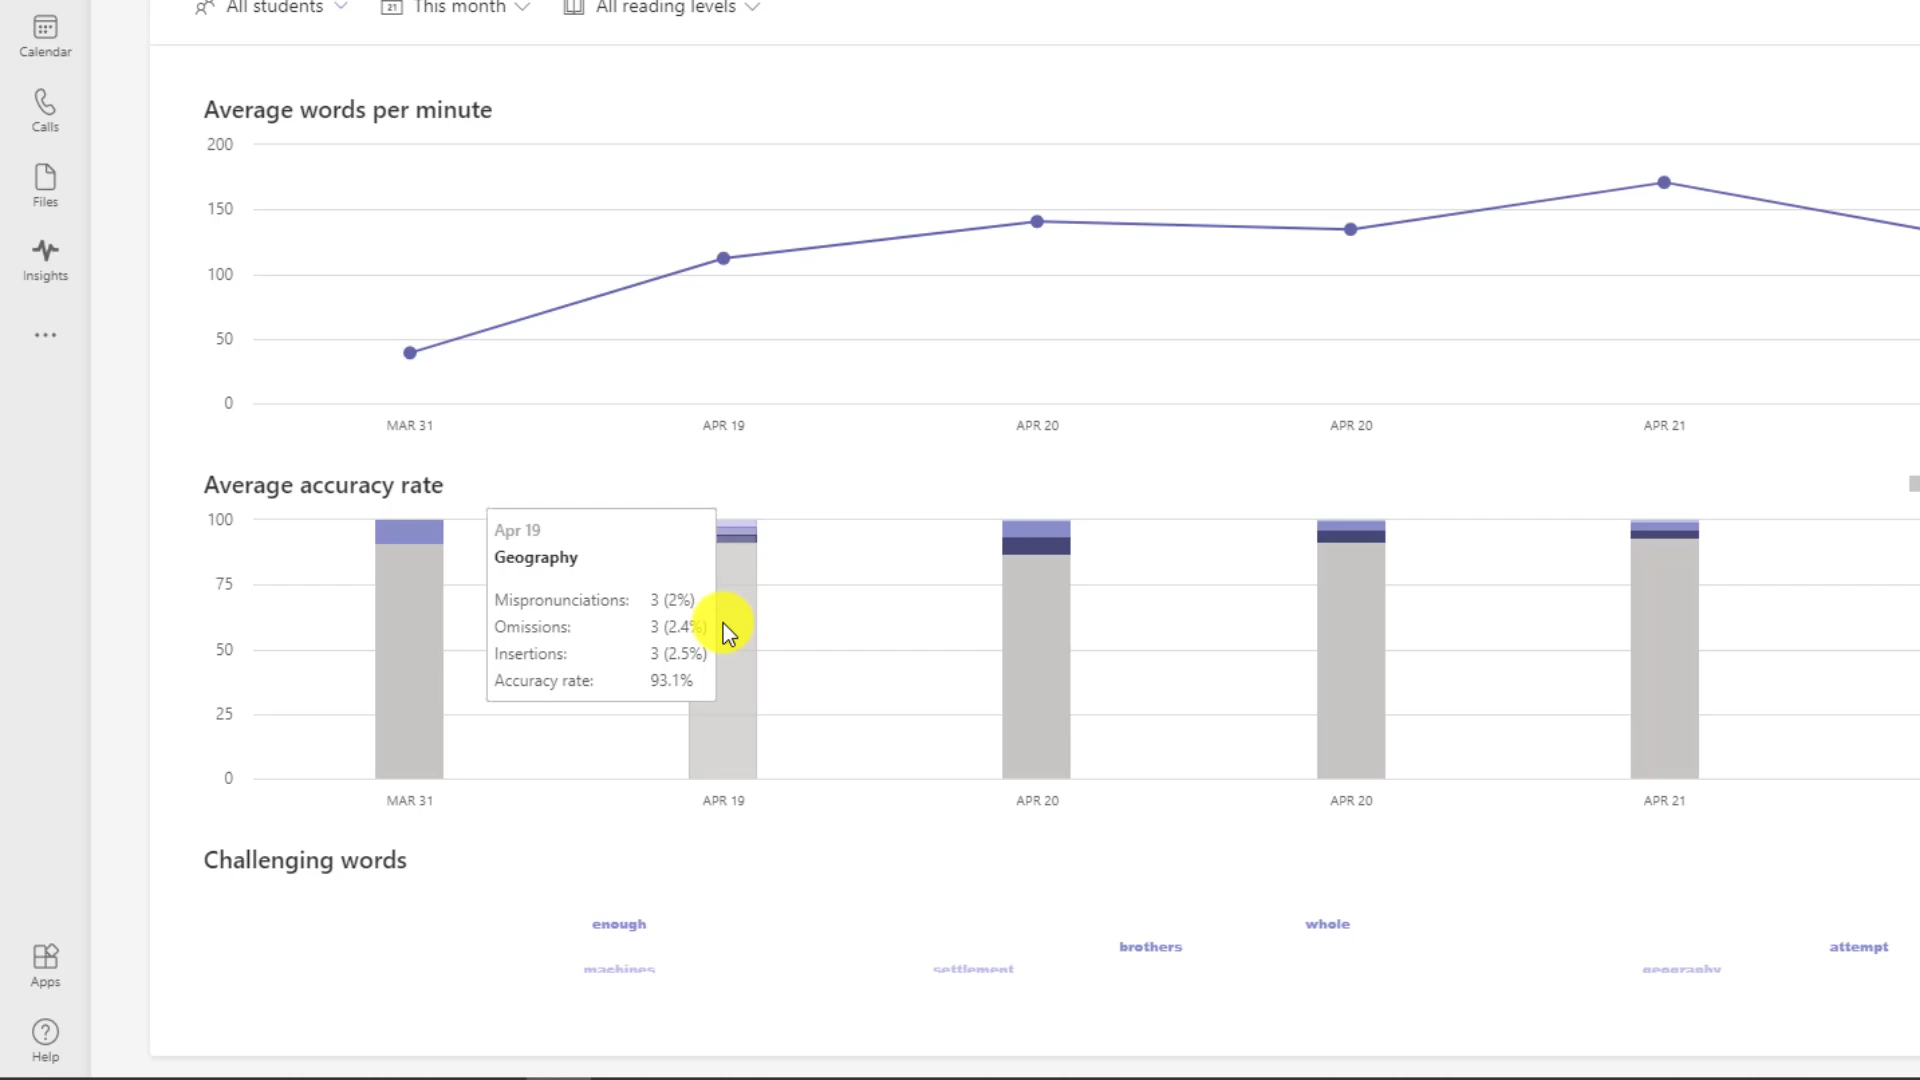 All students
This month
All reading levels
Calendar
Calls
Files
Insights
Apps
Help
Average words per minute
200
150
100
50
0
MAR 31
APR 19
APR 20
APR 20
APR 21
Average accuracy rate
100
75
50
25
0
Apr 19
Geography
Mispronunciations: 3 (2%)
Omissions: 3 (2.4%)
Insertions: 3 (2.5%)
Accuracy rate: 93.1%
MAR 31
APR 19
APR 20
APR 20
APR 21
Challenging words
enough
whole
brothers
attempt
machines
settlement
geography